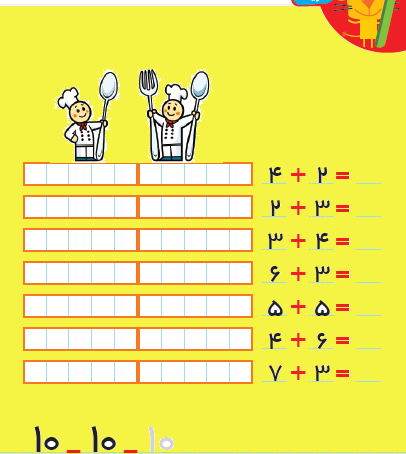 ۴ + ۲ =
۲ + ۳ =
۳ + ۴ =
۶ + ۳ =
۵ + ۵ =
۴ + ۶ =
۷ + ۳ =
۱۰ _ ۱۰ _ ۱۰